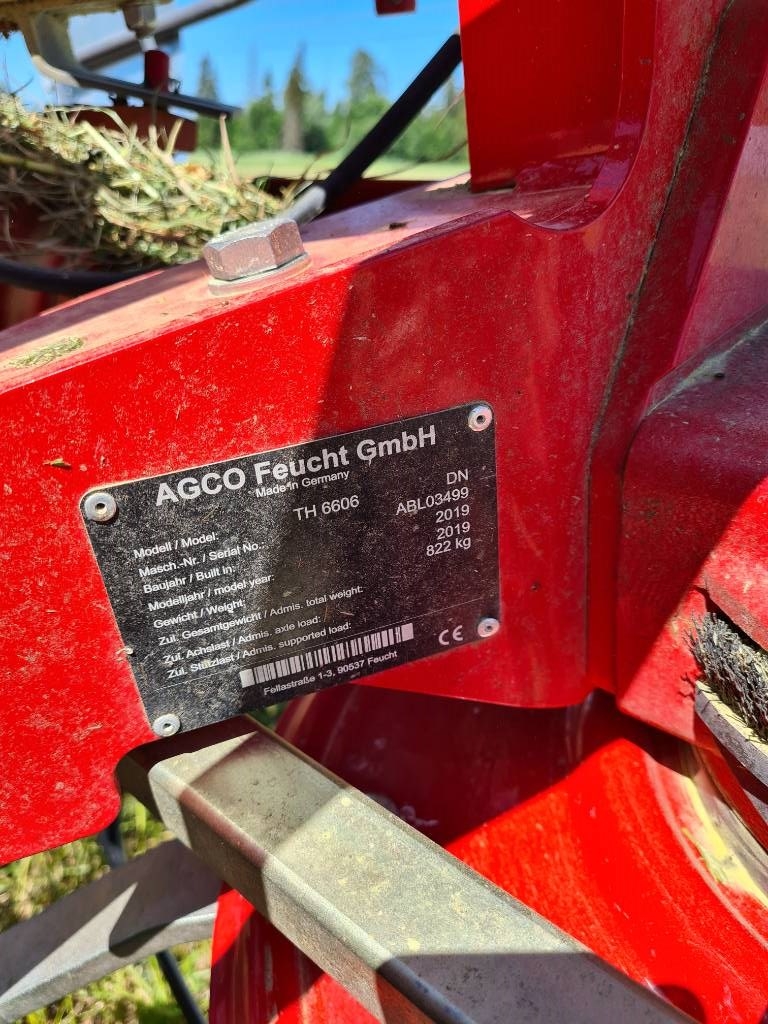 AGCO Feucht GmbH
Made in Germany
Modell / Model: TH 6606 DN
Masch.-Nr. / Serial No.: ABL03499
Baujahr / Built in: 2019
Modelljahr / model year: 2019
Gewicht / Weight: 822 kg
Zul. Gesamtgewicht / Admis. total weight:
Zul. Achslast / Admis. axle load:
Zul. Stützlast / Admis. supported load:
CE
Fellastraße 1-3, 90537 Feucht